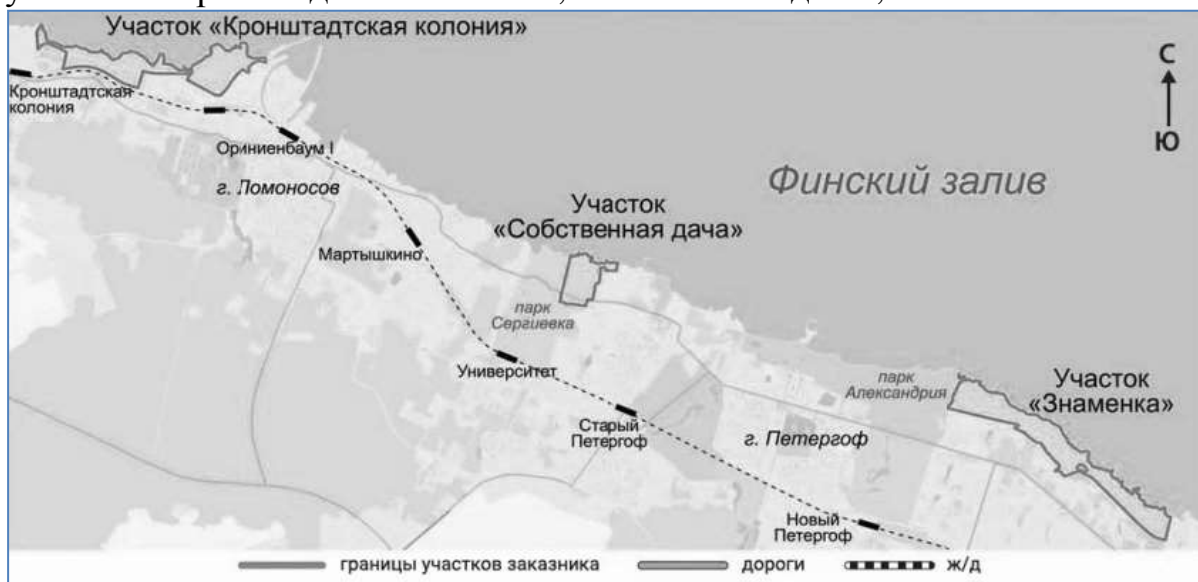 Участок «Кронштадтская колония»
С
Ю
Кронштадтская
колония
Ориниенбаум I
г. Ломоносов
Финский залив
Участок
«Собственная дача»
Мартышкино
парк
Сергиевка
Университет
парк
Александрия
Участок
«Знаменка»
Старый
Петергоф
г. Петергоф
Новый
Петергоф
границы участков заказника
дороги
ж/д